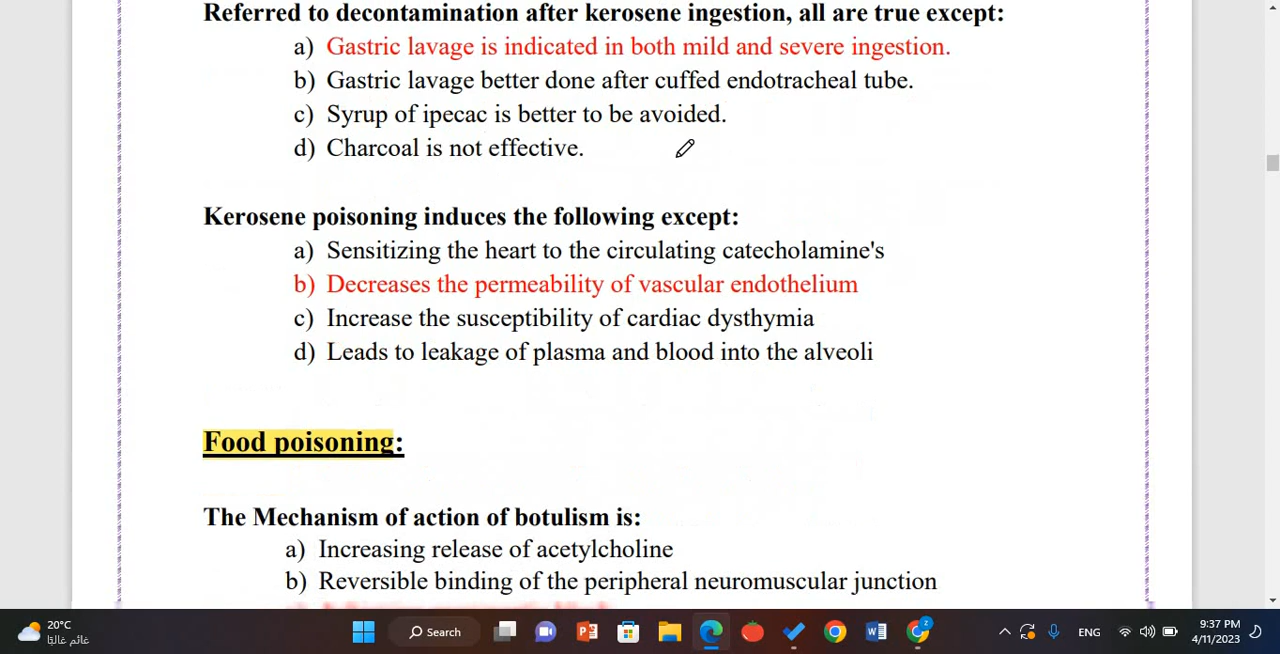 Referred to decontamination after kerosene ingestion, all are true except:
a) Gastric lavage is indicated in both mild and severe ingestion.
b) Gastric lavage better done after cuffed endotracheal tube.
c) Syrup of ipecac is better to be avoided.
d) Charcoal is not effective.
Kerosene poisoning induces the following except:
a) Sensitizing the heart to the circulating catecholamine's
b) Decreases the permeability of vascular endothelium
c) Increase the susceptibility of cardiac dysthymia
d) Leads to leakage of plasma and blood into the alveoli
Food poisoning:
The Mechanism of action of botulism is:
a) Increasing release of acetylcholine
b) Reversible binding of the peripheral neuromuscular junction
20°C
غائم غالبًا
Search
ENG
9:37 PM
4/11/2023